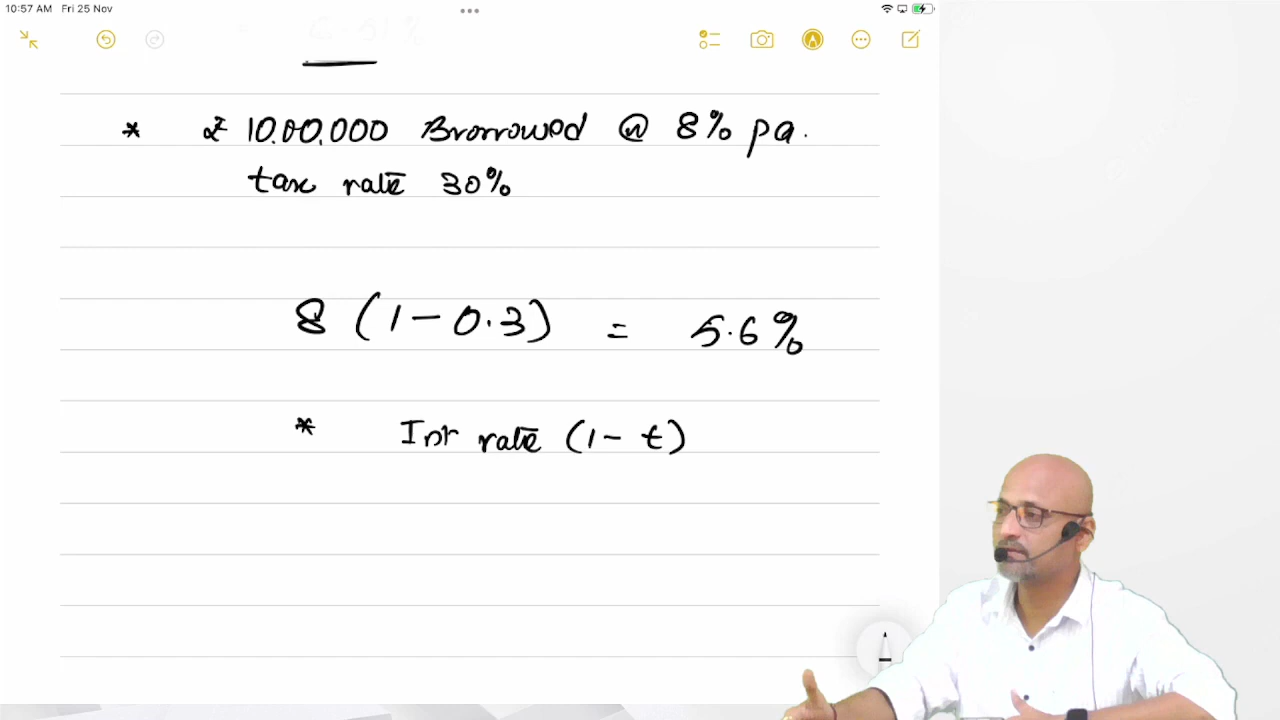 10:57 AM Fri 25 Nov
* ₹ 10,00,000 Borrowed @ 8% pa.
tax rate 30%
8 (1 - 0.3) = 5.6%
* Int rate (1 - t)